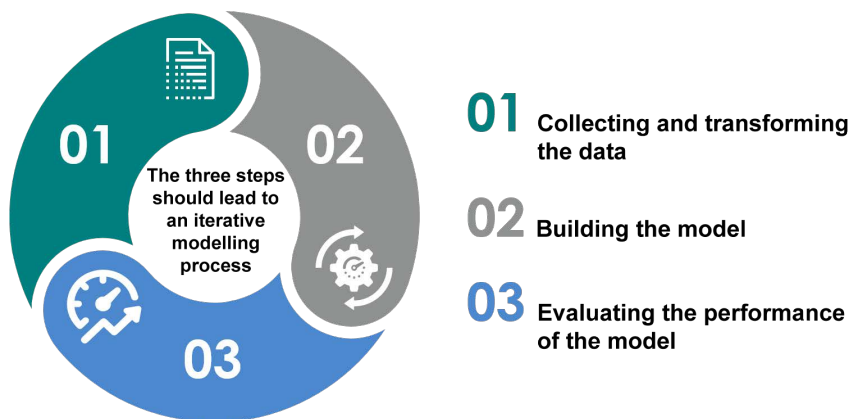 01
02
The three steps
should lead to
an iterative
modelling
process
03
01 Collecting and transforming
the data
02 Building the model
03 Evaluating the performance
of the model